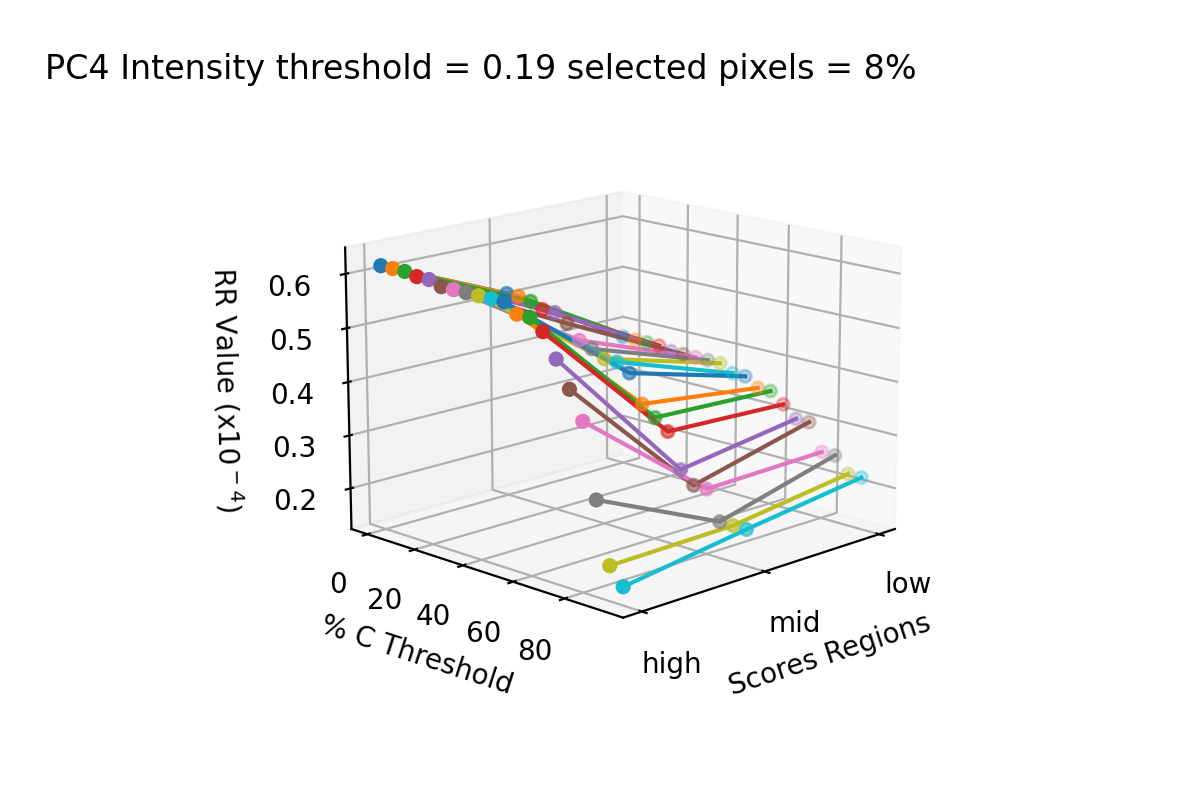 PC4 Intensity threshold = 0.19 selected pixels = 8%
RR Value (x10⁻⁴)
0.6
0.5
0.4
0.3
0.2
0
20
40
60
80
% C Threshold
high
mid
low
Scores Regions